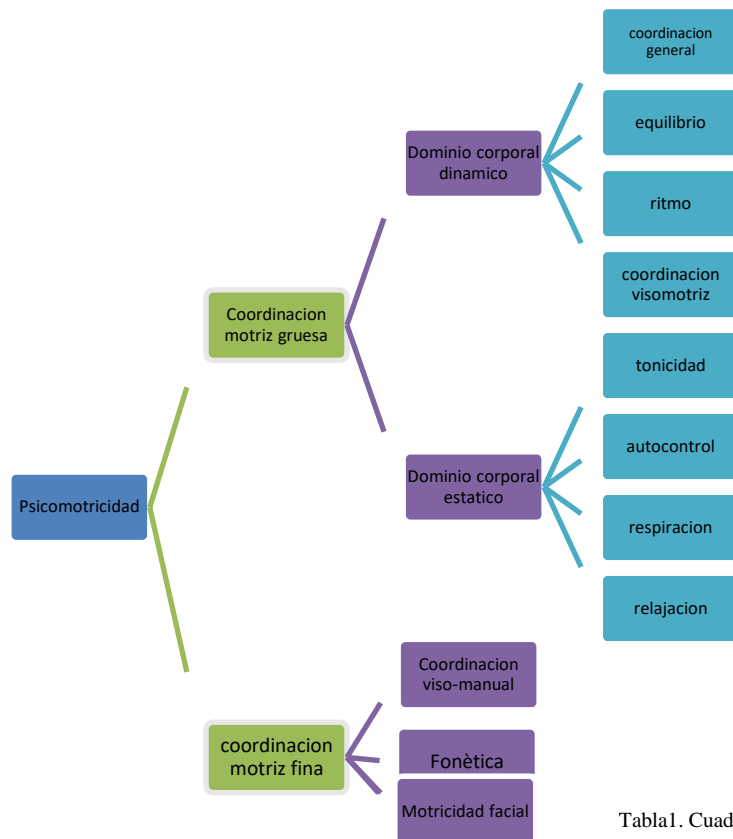 coordinacion
general
equilibrio
Dominio corporal
dinamico
ritmo
coordinacion
visomotriz
Coordinacion
motriz gruesa
tonicidad
autocontrol
Dominio corporal
estatico
Psicomotricidad
respiracion
relajacion
Coordinacion
viso-manual
coordinacion
motriz fina
Fonètica
Motricidad facial
Tabla1. Cuad